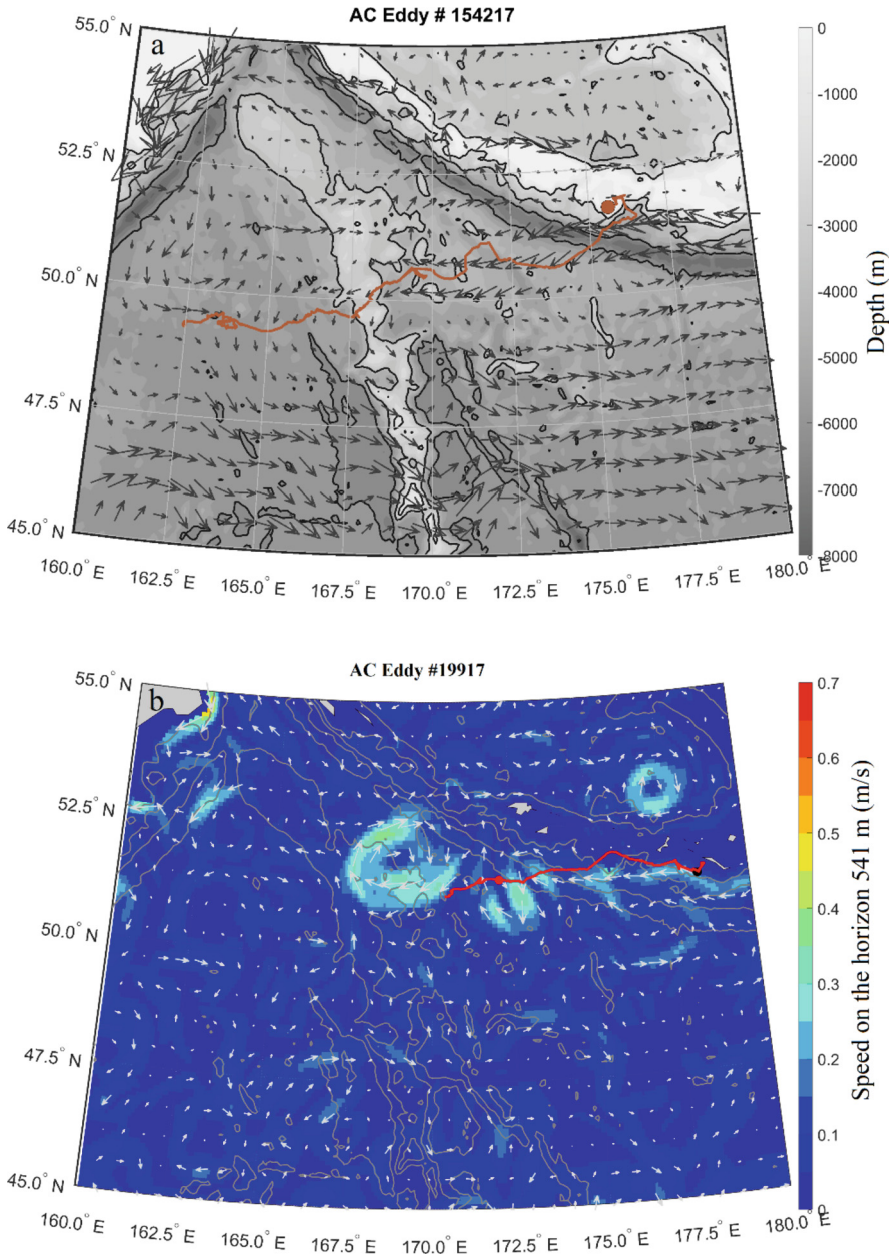 AC Eddy # 154217
a
55.0° N
52.5° N
50.0° N
47.5° N
45.0° N
160.0° E
162.5° E
165.0° E
167.5° E
170.0° E
172.5° E
175.0° E
177.5° E
180.0° E
0
-1000
-2000
-3000
-4000
-5000
-6000
-7000
-8000
Depth (m)
AC Eddy #19917
b
55.0° N
52.5° N
50.0° N
47.5° N
45.0° N
160.0° E
162.5° E
165.0° E
167.5° E
170.0° E
172.5° E
175.0° E
177.5° E
180.0° E
0.7
0.6
0.5
0.4
0.3
0.2
0.1
0
Speed on the horizon 541 m (m/s)